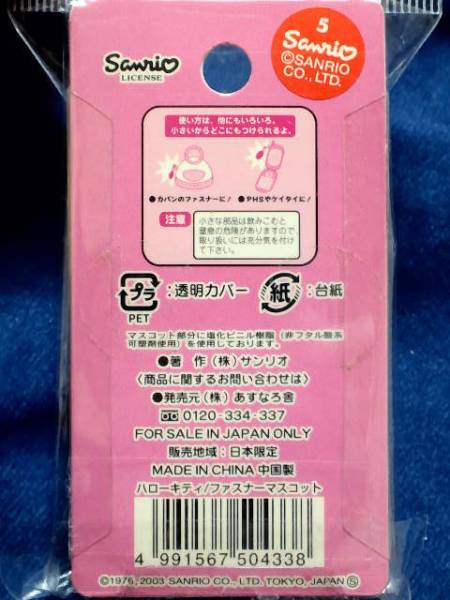 Sanrio
LICENSE
5
Sanrio
©SANRIO
CO., LTD.
使い方は、他にもいろいろ。
小さいからどこにもつけられるよ。
●カバンのファスナーに!
●PHSやケイタイに!
注意
小さな部品は飲みこむと
窒息の危険がありますので、
取り扱いには充分気を付け
て下さい。
プラ
PET
:透明カバー
紙
:台紙
マスコット部分に塩化ビニル樹脂(非フタル酸系
可塑剤使用)を使用しております。
●著 作(株)サンリオ
〈商品に関するお問い合わせは〉
●発売元(株)あすなろ舎
0120-334-337
FOR SALE IN JAPAN ONLY
販売地域:日本限定
MADE IN CHINA 中国製
ハローキティ/ファスナーマスコット
4 991567 504338
©1976, 2003 SANRIO CO., LTD. TOKYO, JAPAN Ⓢ